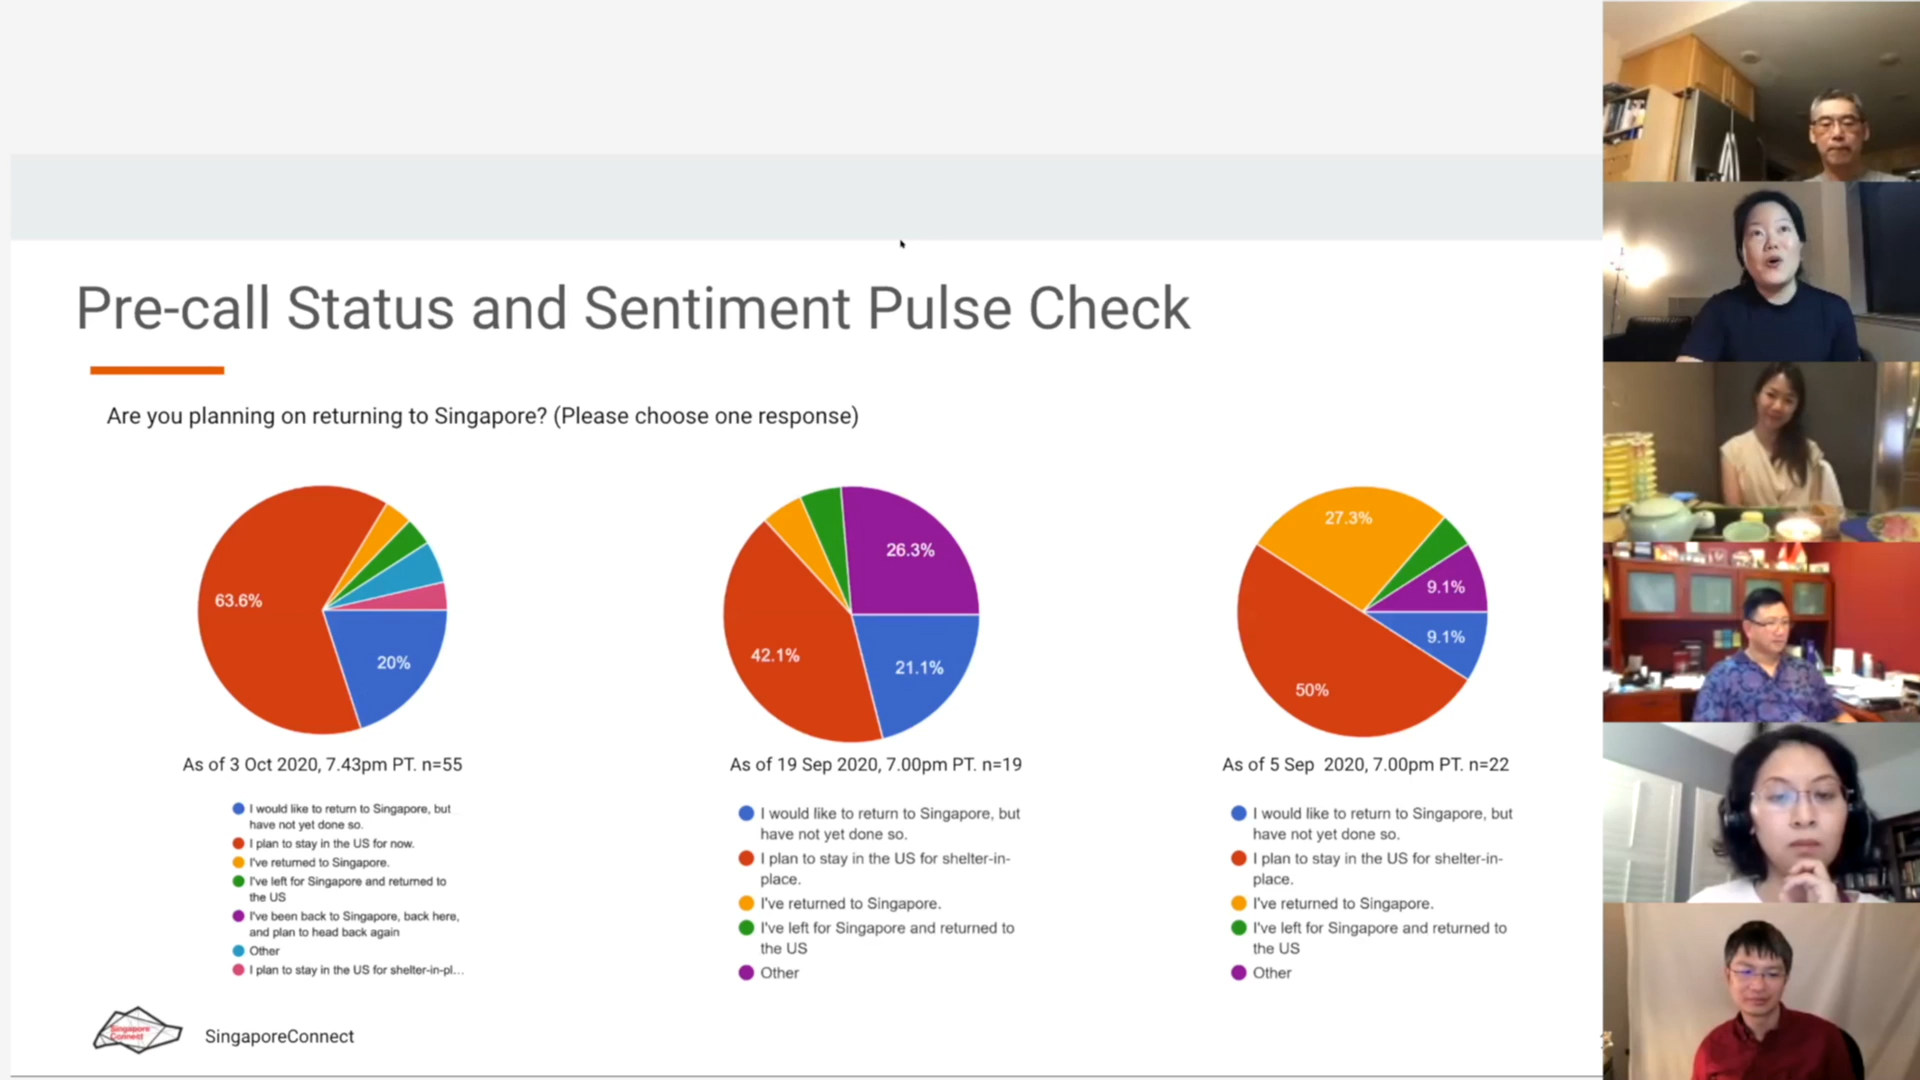 Pre-call Status and Sentiment Pulse Check
Are you planning on returning to Singapore? (Please choose one response)
63.6%
20%
As of 3 Oct 2020, 7.43pm PT. n=55
I would like to return to Singapore, but
have not yet done so.
I plan to stay in the US for now.
I've returned to Singapore.
I've left for Singapore and returned to
the US
I've been back to Singapore, back here,
and plan to head back again
Other
I plan to stay in the US for shelter-in-pl...
26.3%
42.1%
21.1%
As of 19 Sep 2020, 7.00pm PT. n=19
I would like to return to Singapore, but
have not yet done so.
I plan to stay in the US for shelter-in-
place.
I've returned to Singapore.
I've left for Singapore and returned to
the US
Other
27.3%
9.1%
9.1%
50%
As of 5 Sep 2020, 7.00pm PT. n=22
I would like to return to Singapore, but
have not yet done so.
I plan to stay in the US for shelter-in-
place.
I've returned to Singapore.
I've left for Singapore and returned to
the US
Other
Singapore
Connect
SingaporeConnect